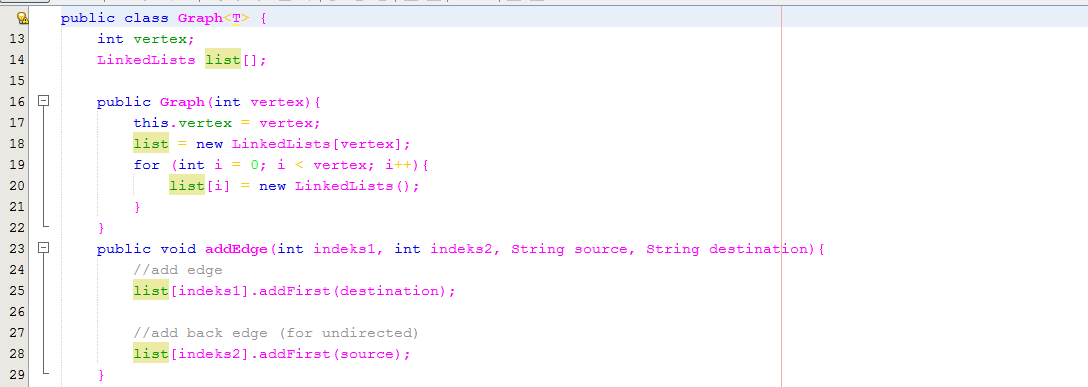 public class Graph<T> {
13 int vertex;
14 LinkedLists list[];
15
16 public Graph(int vertex){
17 this.vertex = vertex;
18 list = new LinkedLists[vertex];
19 for (int i = 0; i < vertex; i++){
20 list[i] = new LinkedLists();
21 }
22 }
23 public void addEdge(int indeks1, int indeks2, String source, String destination){
24 //add edge
25 list[indeks1].addFirst(destination);
26
27 //add back edge (for undirected)
28 list[indeks2].addFirst(source);
29 }